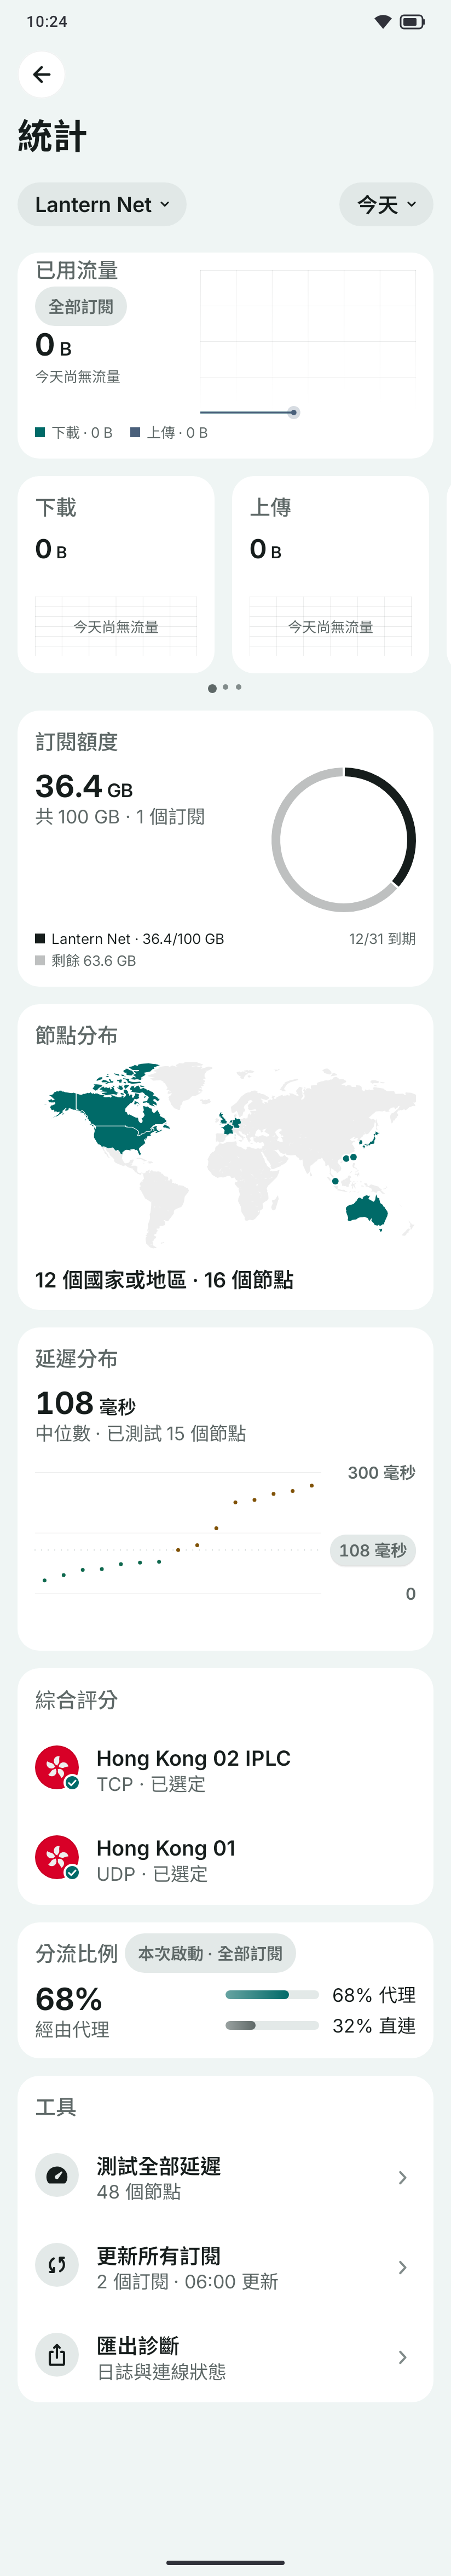 10:24
統計
Lantern Net
今天
已用流量
全部訂閱
0 B
今天尚無流量
下載 · 0 B
上傳 · 0 B
下載
0 B
今天尚無流量
上傳
0 B
今天尚無流量
訂閱額度
36.4 GB
共 100 GB · 1 個訂閱
Lantern Net · 36.4/100 GB
12/31 到期
剩餘 63.6 GB
節點分布
12 個國家或地區 · 16 個節點
延遲分布
108 毫秒
中位數 · 已測試 15 個節點
300 毫秒
108 毫秒
0
綜合評分
Hong Kong 02 IPLC
TCP · 已選定
Hong Kong 01
UDP · 已選定
分流比例
本次啟動 · 全部訂閱
68%
經由代理
68% 代理
32% 直連
工具
測試全部延遲
48 個節點
更新所有訂閱
2 個訂閱 · 06:00 更新
匯出診斷
日誌與連線狀態